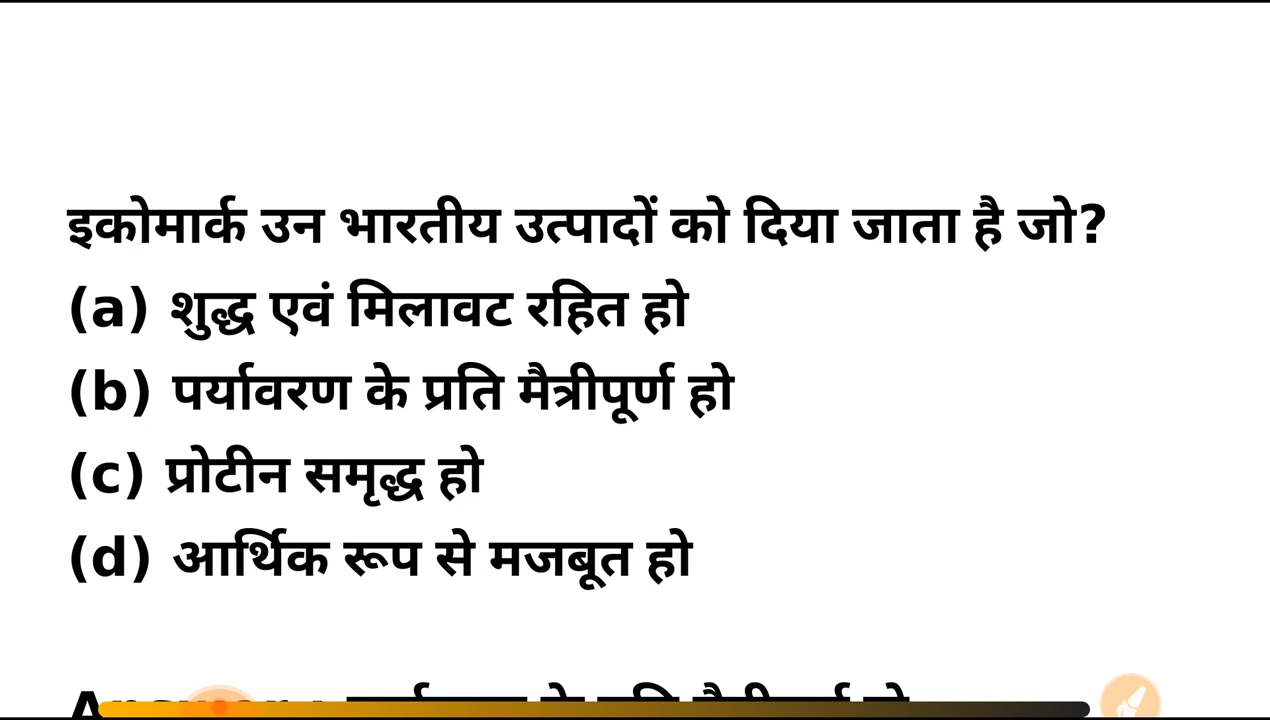 इकोमार्क उन भारतीय उत्पादों को दिया जाता है जो?
(a) शुद्ध एवं मिलावट रहित हो
(b) पर्यावरण के प्रति मैत्रीपूर्ण हो
(c) प्रोटीन समृद्ध हो
(d) आर्थिक रूप से मजबूत हो